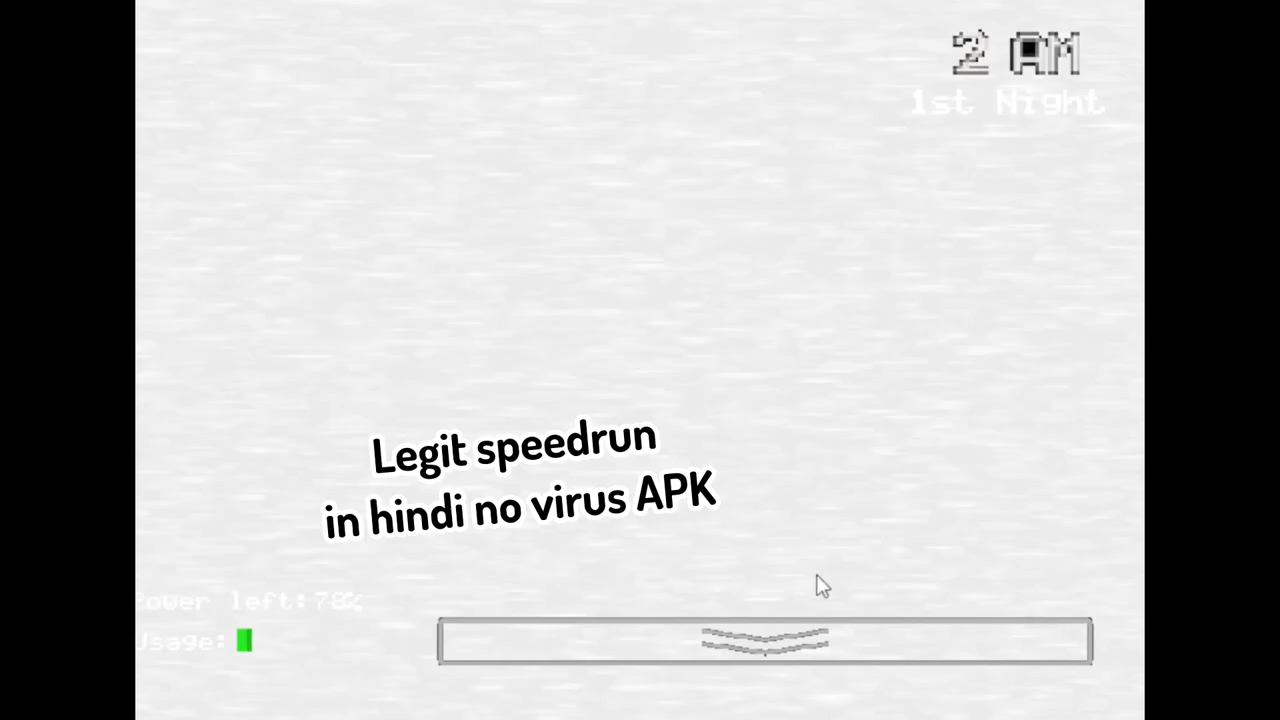 2 AM
1st Night
Legit speedrun
in hindi no virus APK
Power left: 78%
Usage: